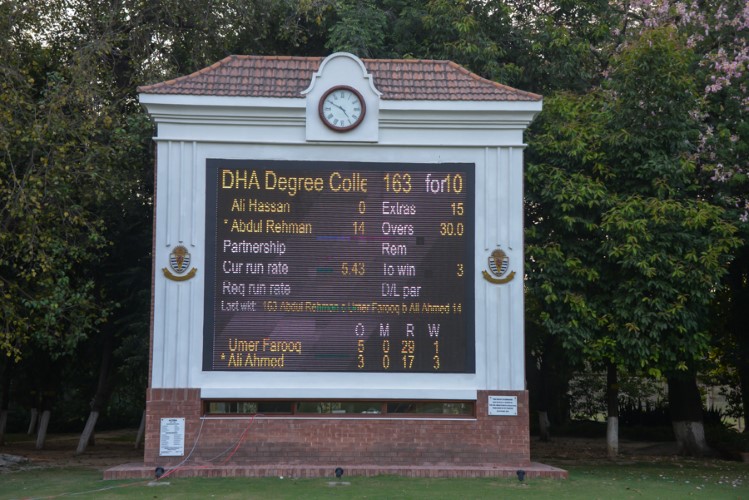 DHA Degree Colle 163 for 10
Ali Hassan 0 Extras 15
* Abdul Rehman 14 Overs 30.0
Partnership Rem
Cur run rate 5.43 To win 3
Req run rate D/L par
Last wkt: 163 Abdul Rehman c Umer Farooq b Ali Ahmed 14
O M R W
Umer Farooq 5 0 29 1
* Ali Ahmed 3 0 17 3